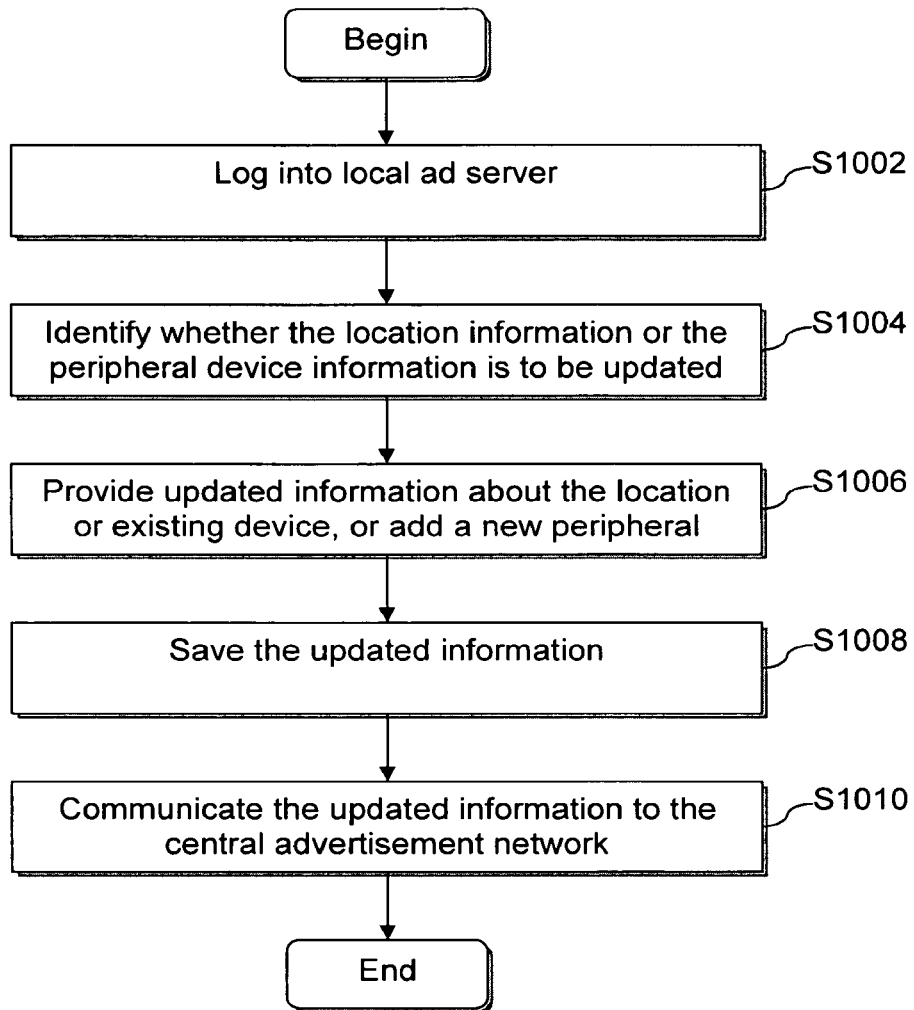 Begin
Log into local ad server
S1002
Identify whether the location information or the
peripheral device information is to be updated
S1004
Provide updated information about the location
or existing device, or add a new peripheral
S1006
Save the updated information
S1008
Communicate the updated information to the
central advertisement network
S1010
End